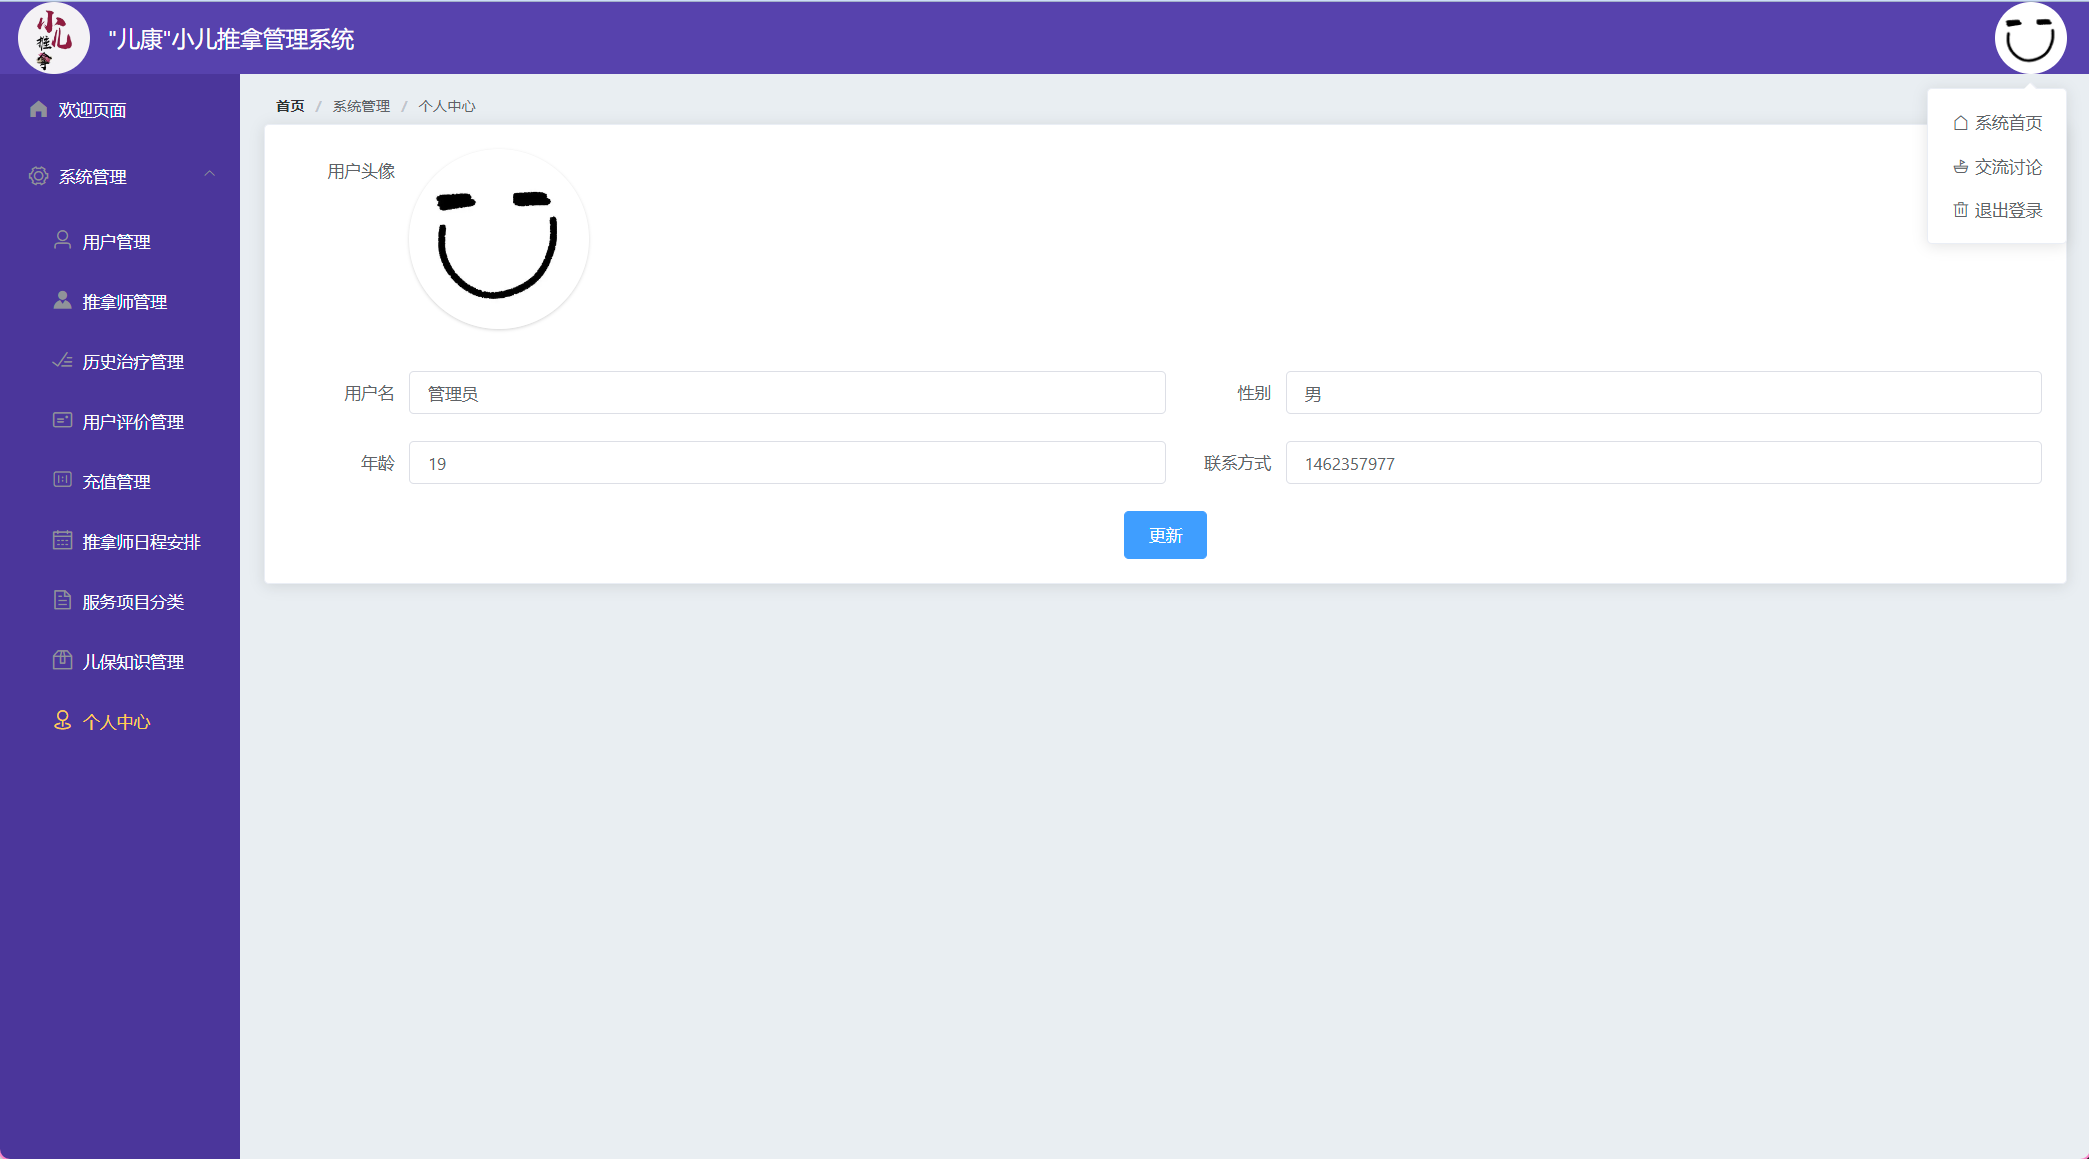 小儿
推拿
"儿康"小儿推拿管理系统
欢迎页面
系统管理
用户管理
推拿师管理
历史治疗管理
用户评价管理
充值管理
推拿师日程安排
服务项目分类
儿保知识管理
个人中心
首页 / 系统管理 / 个人中心
系统首页
交流讨论
退出登录
用户头像
用户名 管理员 性别 男
年龄 19 联系方式 1462357977
更新